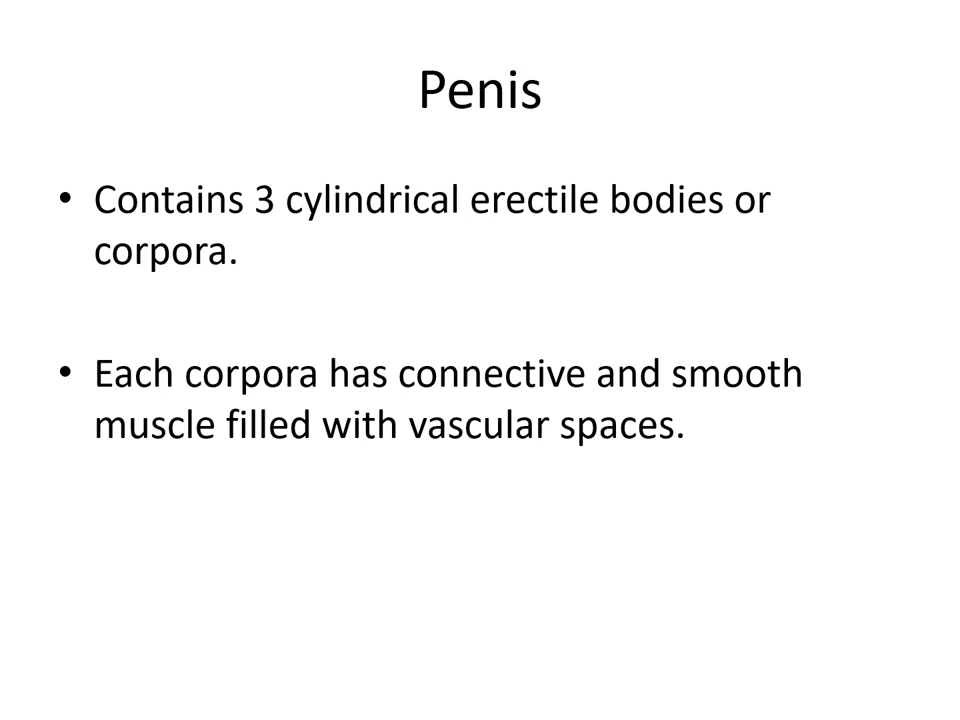 Penis
• Contains 3 cylindrical erectile bodies or
corpora.
• Each corpora has connective and smooth
muscle filled with vascular spaces.